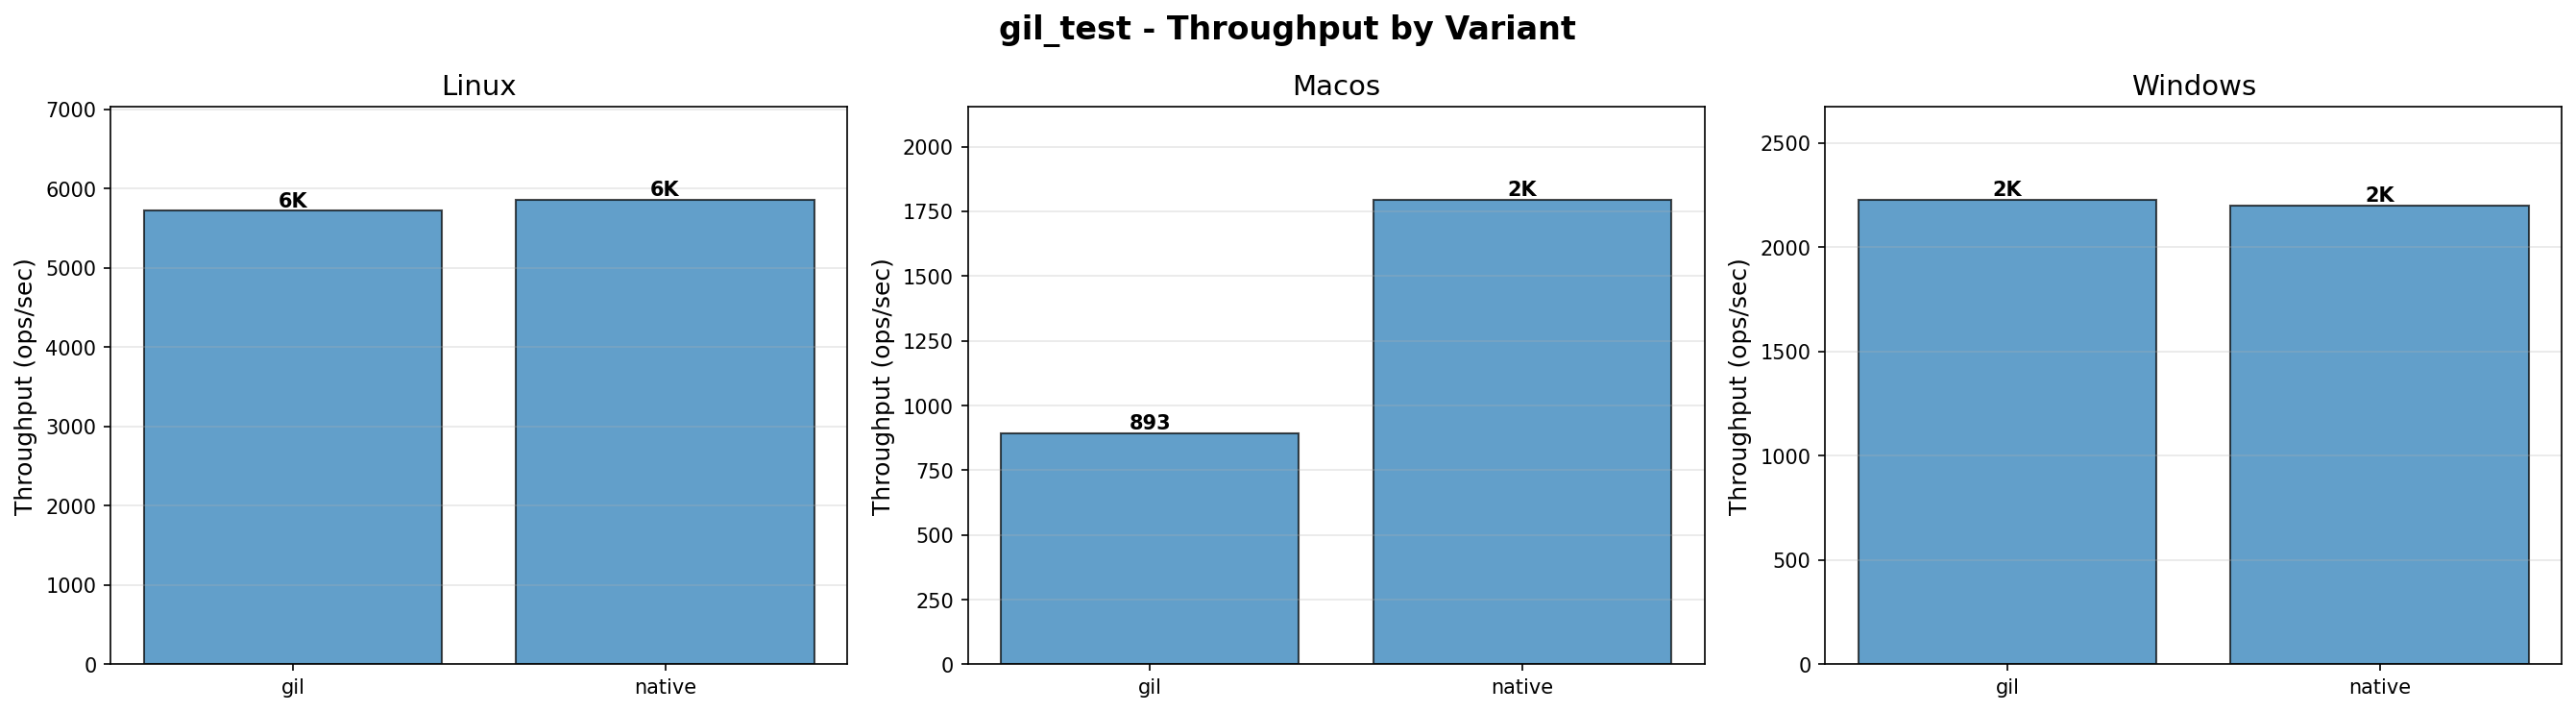 gil_test - Throughput by Variant
Linux
Throughput (ops/sec)
7000
6000
5000
4000
3000
2000
1000
0
6K
6K
gil
native
Macos
Throughput (ops/sec)
2000
1750
1500
1250
1000
750
500
250
0
893
2K
gil
native
Windows
Throughput (ops/sec)
2500
2000
1500
1000
500
0
2K
2K
gil
native